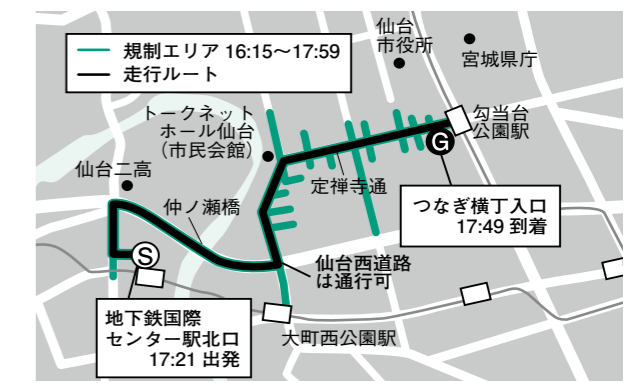 規制エリア 16:15〜17:59
走行ルート
仙台
市役所
宮城県庁
トークネット
ホール仙台
(市民会館)
勾当台
公園駅
G
仙台二高
定禅寺通
仲ノ瀬橋
つなぎ横丁入口
17:49 到着
S
仙台西道路
は通行可
地下鉄国際
センター駅北口
17:21 出発
大町西公園駅